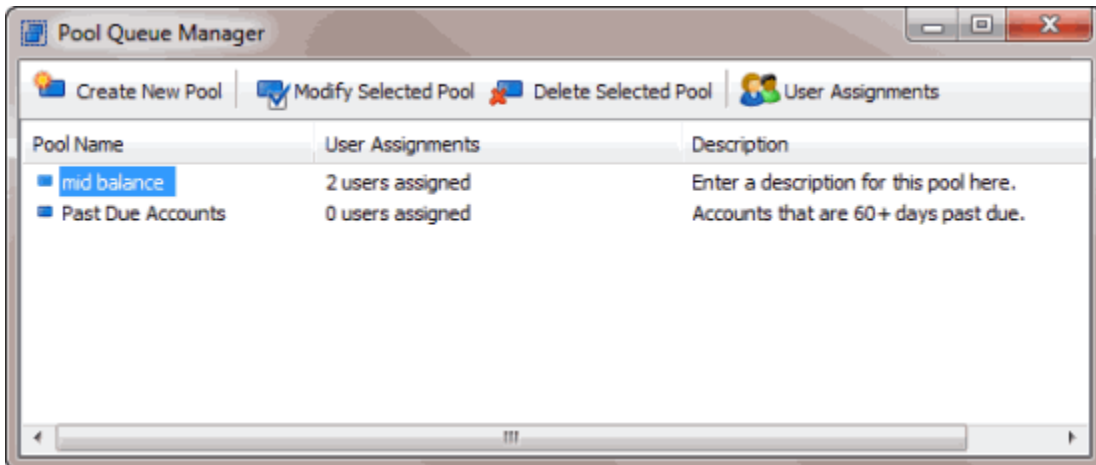 Pool Queue Manager
Create New Pool Modify Selected Pool Delete Selected Pool User Assignments
Pool Name User Assignments Description
mid balance 2 users assigned Enter a description for this pool here.
Past Due Accounts 0 users assigned Accounts that are 60+ days past due.